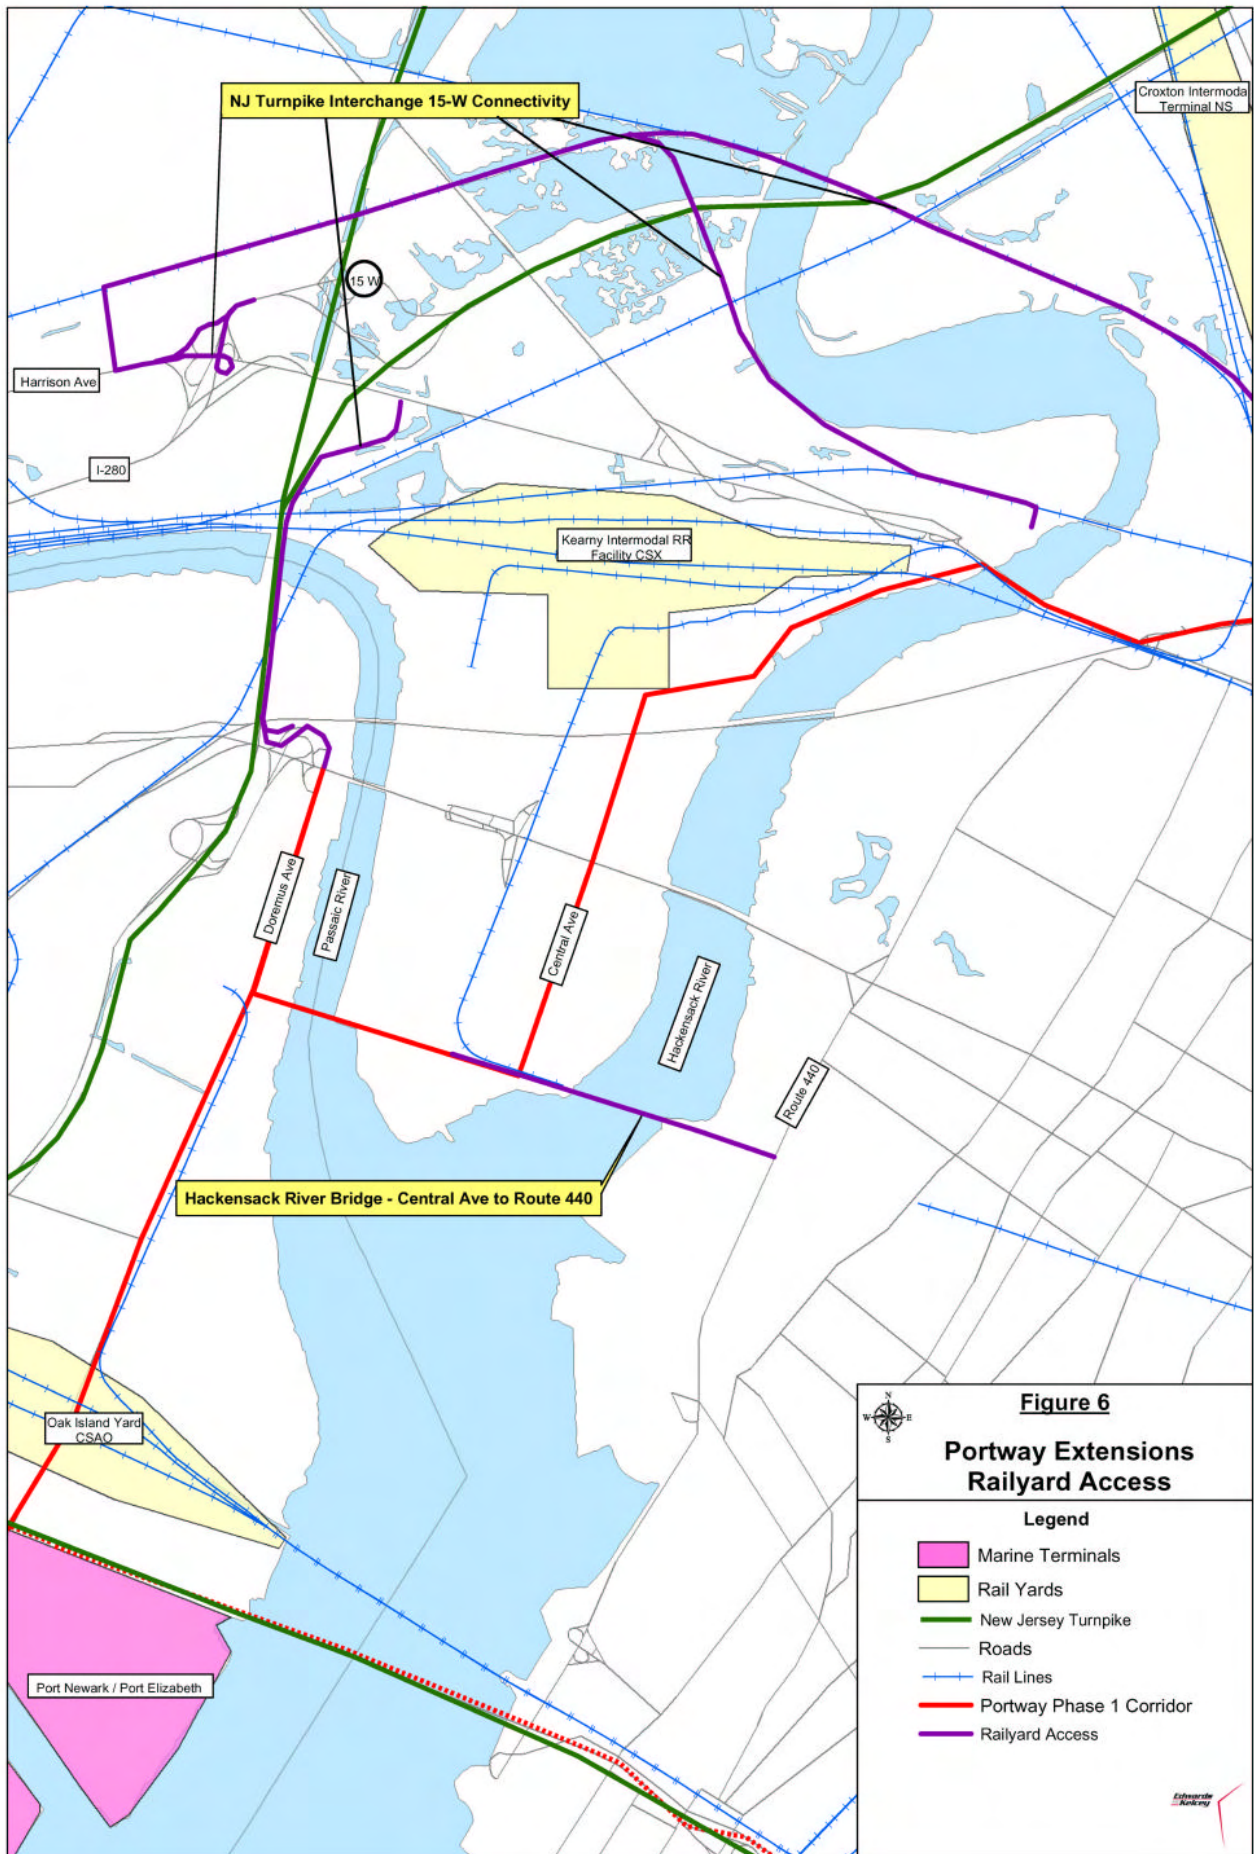 NJ Turnpike Interchange 15-W Connectivity
Croxton Intermoda
Terminal NS
15 W
Harrison Ave
I-280
Kearny Intermodal RR
Facility CSX
Doremus Ave
Passaic River
Central Ave
Hackensack River
Route 440
Hackensack River Bridge - Central Ave to Route 440
Oak Island Yard
CSAO
Port Newark / Port Elizabeth
N
W E
S
Figure 6
Portway Extensions
Railyard Access
Legend
Marine Terminals
Rail Yards
New Jersey Turnpike
Roads
Rail Lines
Portway Phase 1 Corridor
Railyard Access
Edwards
Kelcey